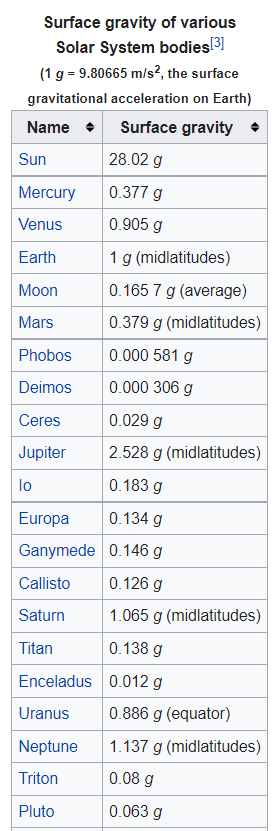 Surface gravity of various
Solar System bodies[3]
(1 g = 9.80665 m/s², the surface
gravitational acceleration on Earth)
Name Surface gravity
Sun 28.02 g
Mercury 0.377 g
Venus 0.905 g
Earth 1 g (midlatitudes)
Moon 0.165 7 g (average)
Mars 0.379 g (midlatitudes)
Phobos 0.000 581 g
Deimos 0.000 306 g
Ceres 0.029 g
Jupiter 2.528 g (midlatitudes)
Io 0.183 g
Europa 0.134 g
Ganymede 0.146 g
Callisto 0.126 g
Saturn 1.065 g (midlatitudes)
Titan 0.138 g
Enceladus 0.012 g
Uranus 0.886 g (equator)
Neptune 1.137 g (midlatitudes)
Triton 0.08 g
Pluto 0.063 g